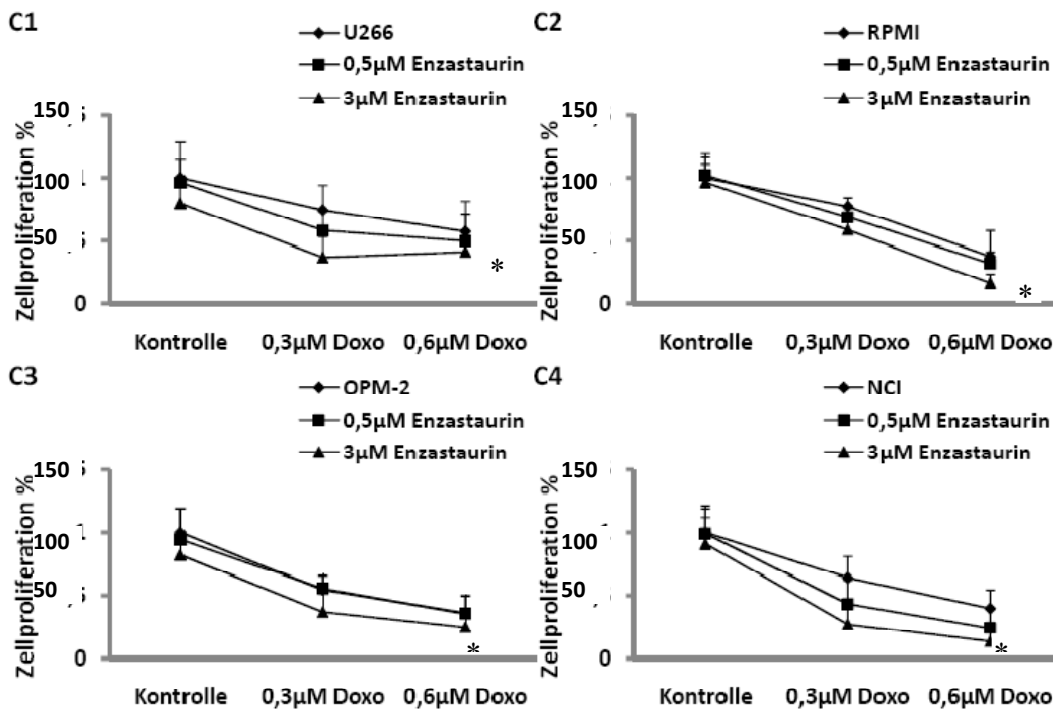 C1
U266
0,5µM Enzastaurin
3µM Enzastaurin
Zellproliferation %
150
100
50
0
*
Kontrolle 0,3µM Doxo 0,6µM Doxo
C2
RPMI
0,5µM Enzastaurin
3µM Enzastaurin
Zellproliferation %
150
100
50
0
*
Kontrolle 0,3µM Doxo 0,6µM Doxo
C3
OPM-2
0,5µM Enzastaurin
3µM Enzastaurin
Zellproliferation %
150
100
50
0
*
Kontrolle 0,3µM Doxo 0,6µM Doxo
C4
NCI
0,5µM Enzastaurin
3µM Enzastaurin
Zellproliferation %
150
100
50
0
*
Kontrolle 0,3µM Doxo 0,6µM Doxo